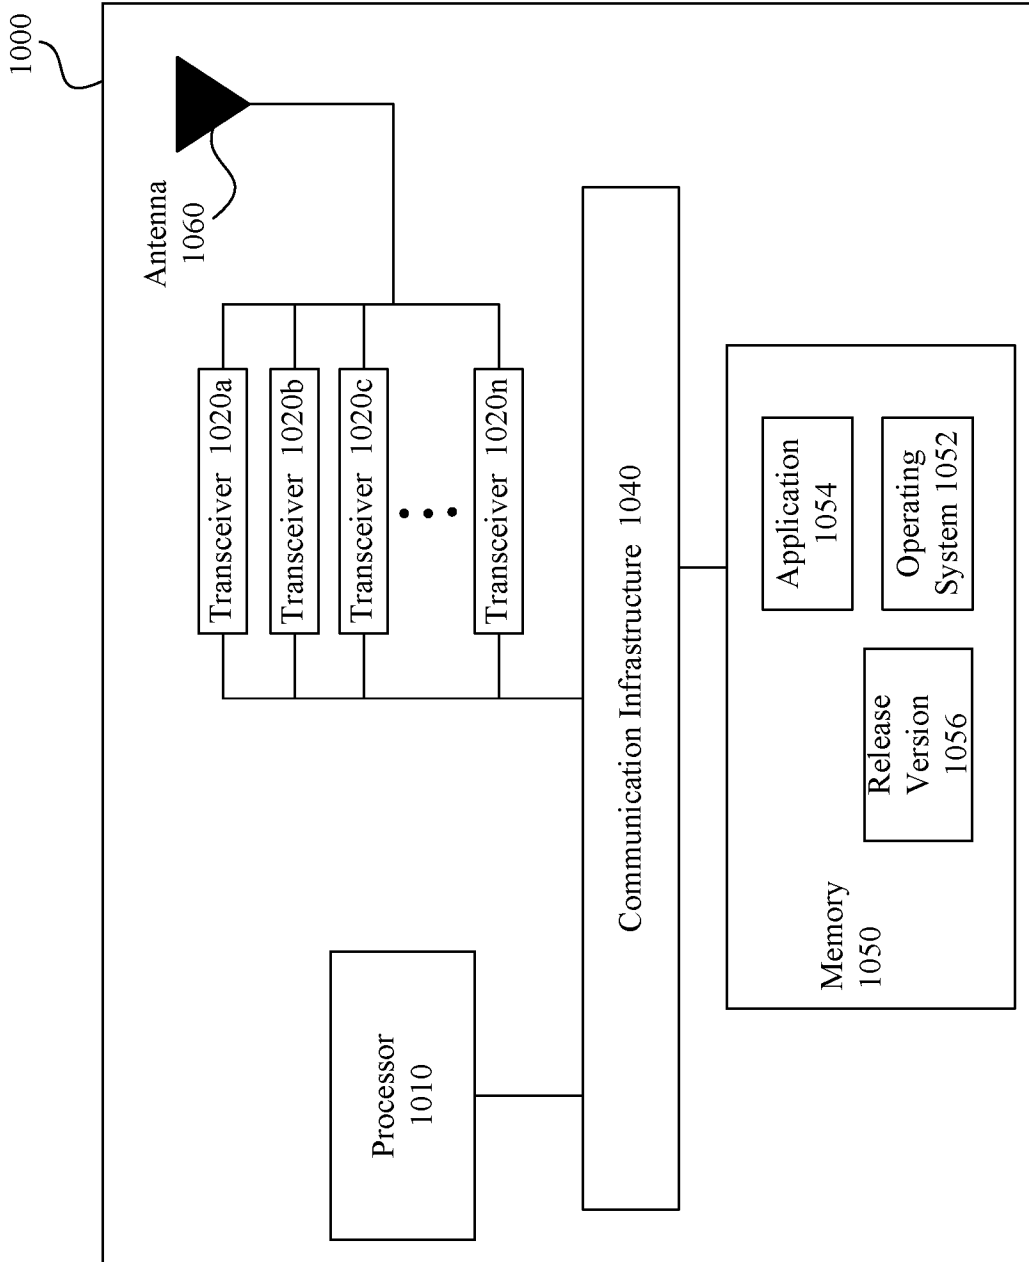 1000
Antenna
1060
Transceiver 1020a
Transceiver 1020b
Transceiver 1020c
Transceiver 1020n
Processor
1010
Communication Infrastructure 1040
Memory
1050
Release
Version
1056
Application
1054
Operating
System 1052